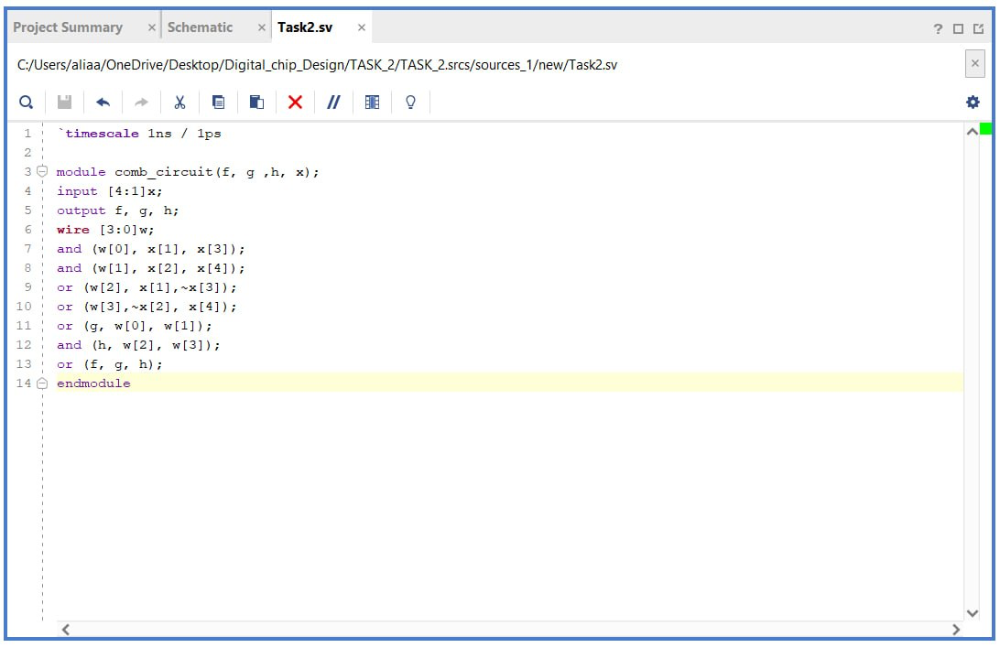 Project Summary × Schematic × Task2.sv × ?
C:/Users/aliaa/OneDrive/Desktop/Digital_chip_Design/TASK_2/TASK_2.srcs/sources_1/new/Task2.sv ×
1 `timescale 1ns / 1ps
2
3 module comb_circuit(f, g ,h, x);
4 input [4:1]x;
5 output f, g, h;
6 wire [3:0]w;
7 and (w[0], x[1], x[3]);
8 and (w[1], x[2], x[4]);
9 or (w[2], x[1],~x[3]);
10 or (w[3],~x[2], x[4]);
11 or (g, w[0], w[1]);
12 and (h, w[2], w[3]);
13 or (f, g, h);
14 endmodule